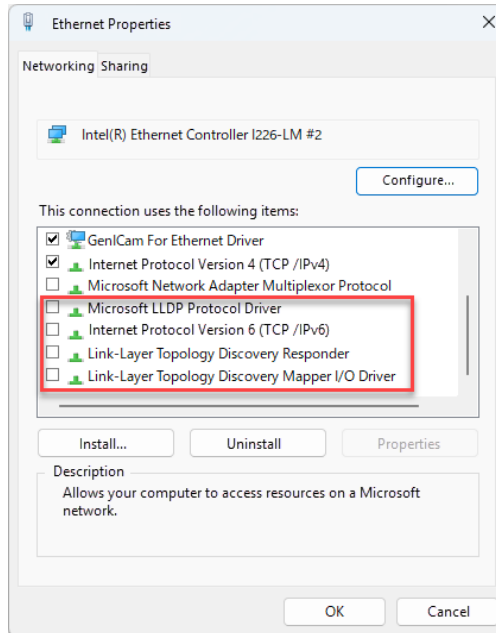 Ethernet Properties
Networking Sharing
Intel(R) Ethernet Controller I226-LM #2
Configure...
This connection uses the following items:
GenICam For Ethernet Driver
Internet Protocol Version 4 (TCP /IPv4)
Microsoft Network Adapter Multiplexor Protocol
Microsoft LLDP Protocol Driver
Internet Protocol Version 6 (TCP /IPv6)
Link-Layer Topology Discovery Responder
Link-Layer Topology Discovery Mapper I/O Driver
Install... Uninstall Properties
Description
Allows your computer to access resources on a Microsoft
network.
OK Cancel